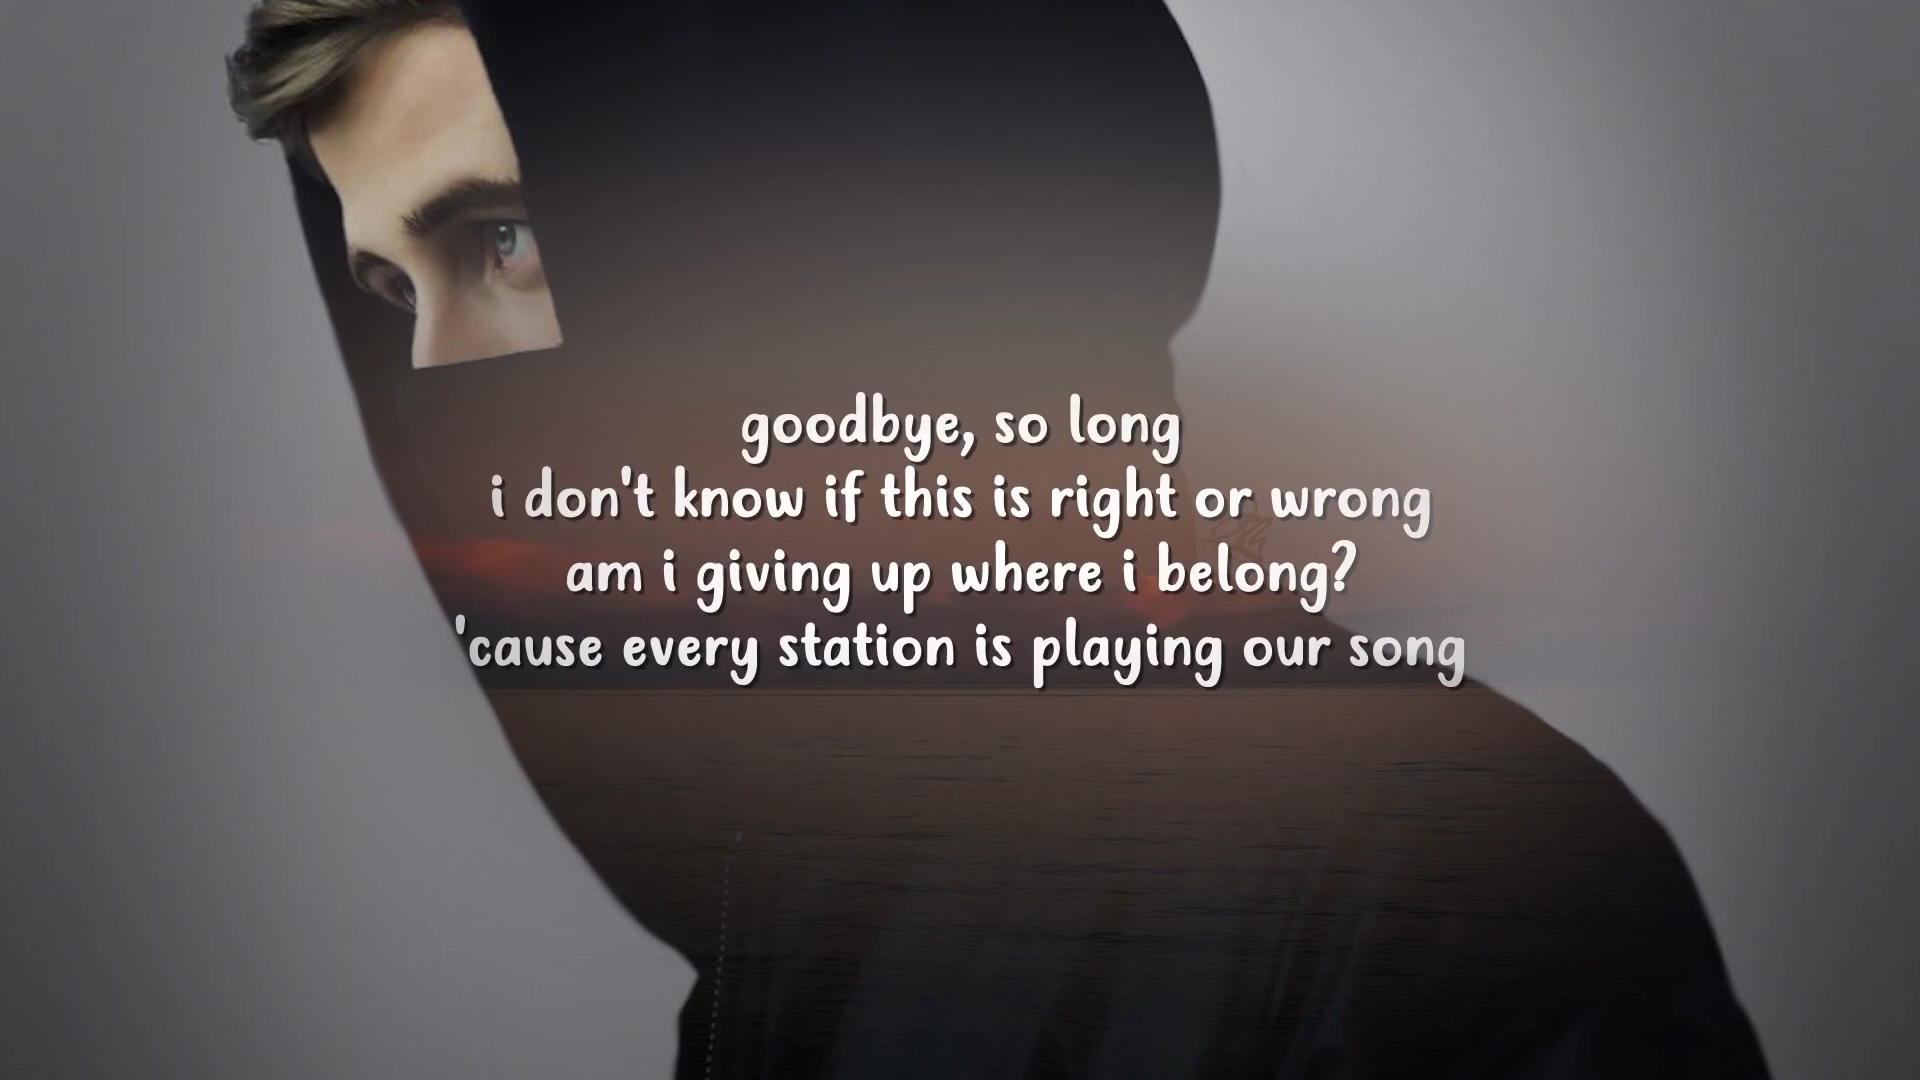 goodbye, so long
i don't know if this is right or wrong
am i giving up where i belong?
'cause every station is playing our song